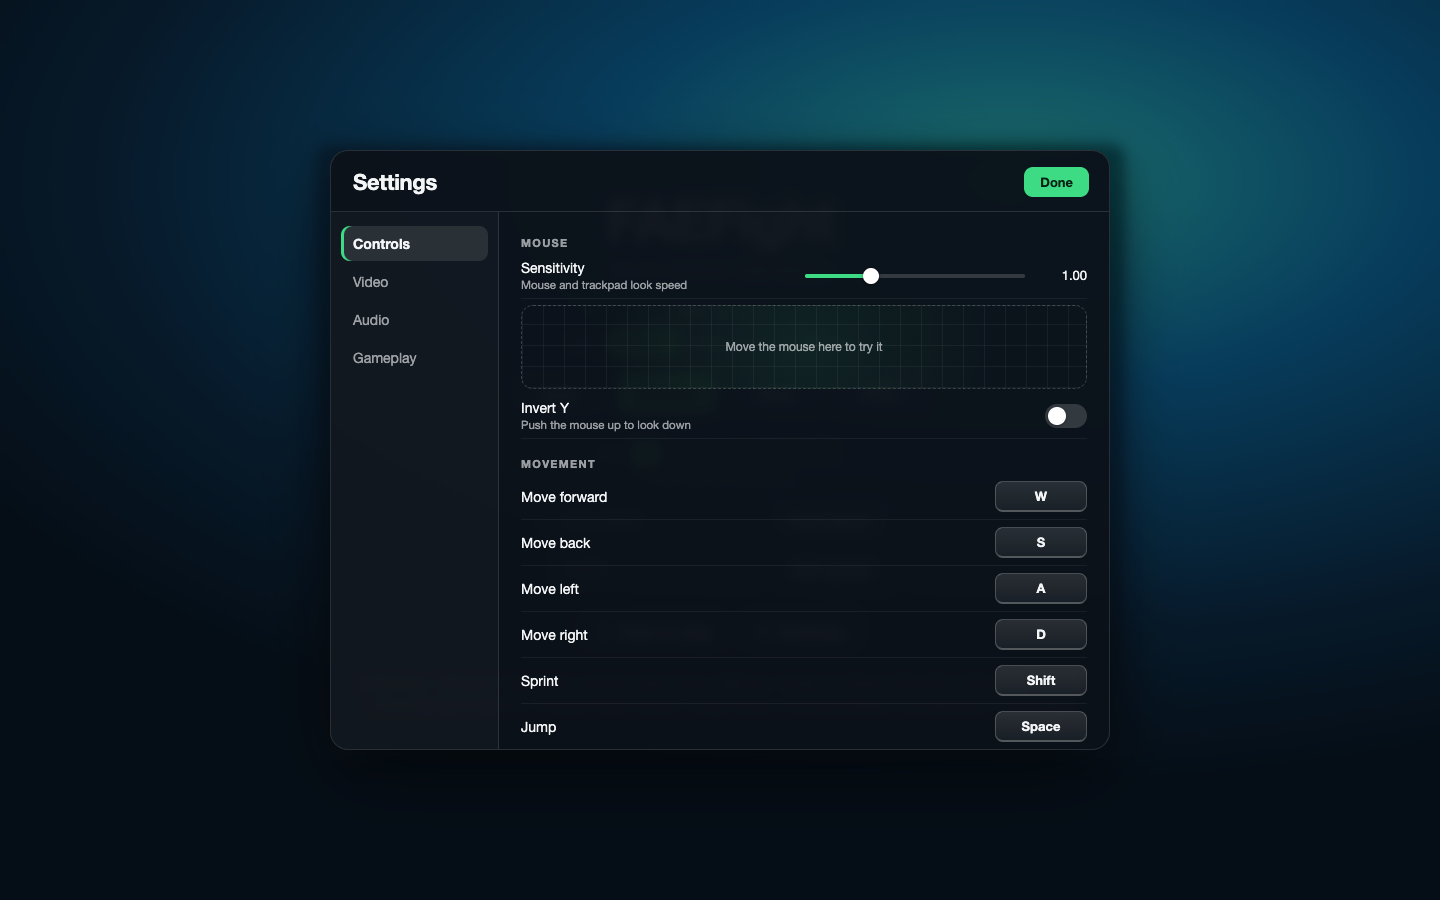 Settings
Done
Controls
Video
Audio
Gameplay
MOUSE
Sensitivity
Mouse and trackpad look speed
1.00
Move the mouse here to try it
Invert Y
Push the mouse up to look down
MOVEMENT
Move forward
W
Move back
S
Move left
A
Move right
D
Sprint
Shift
Jump
Space